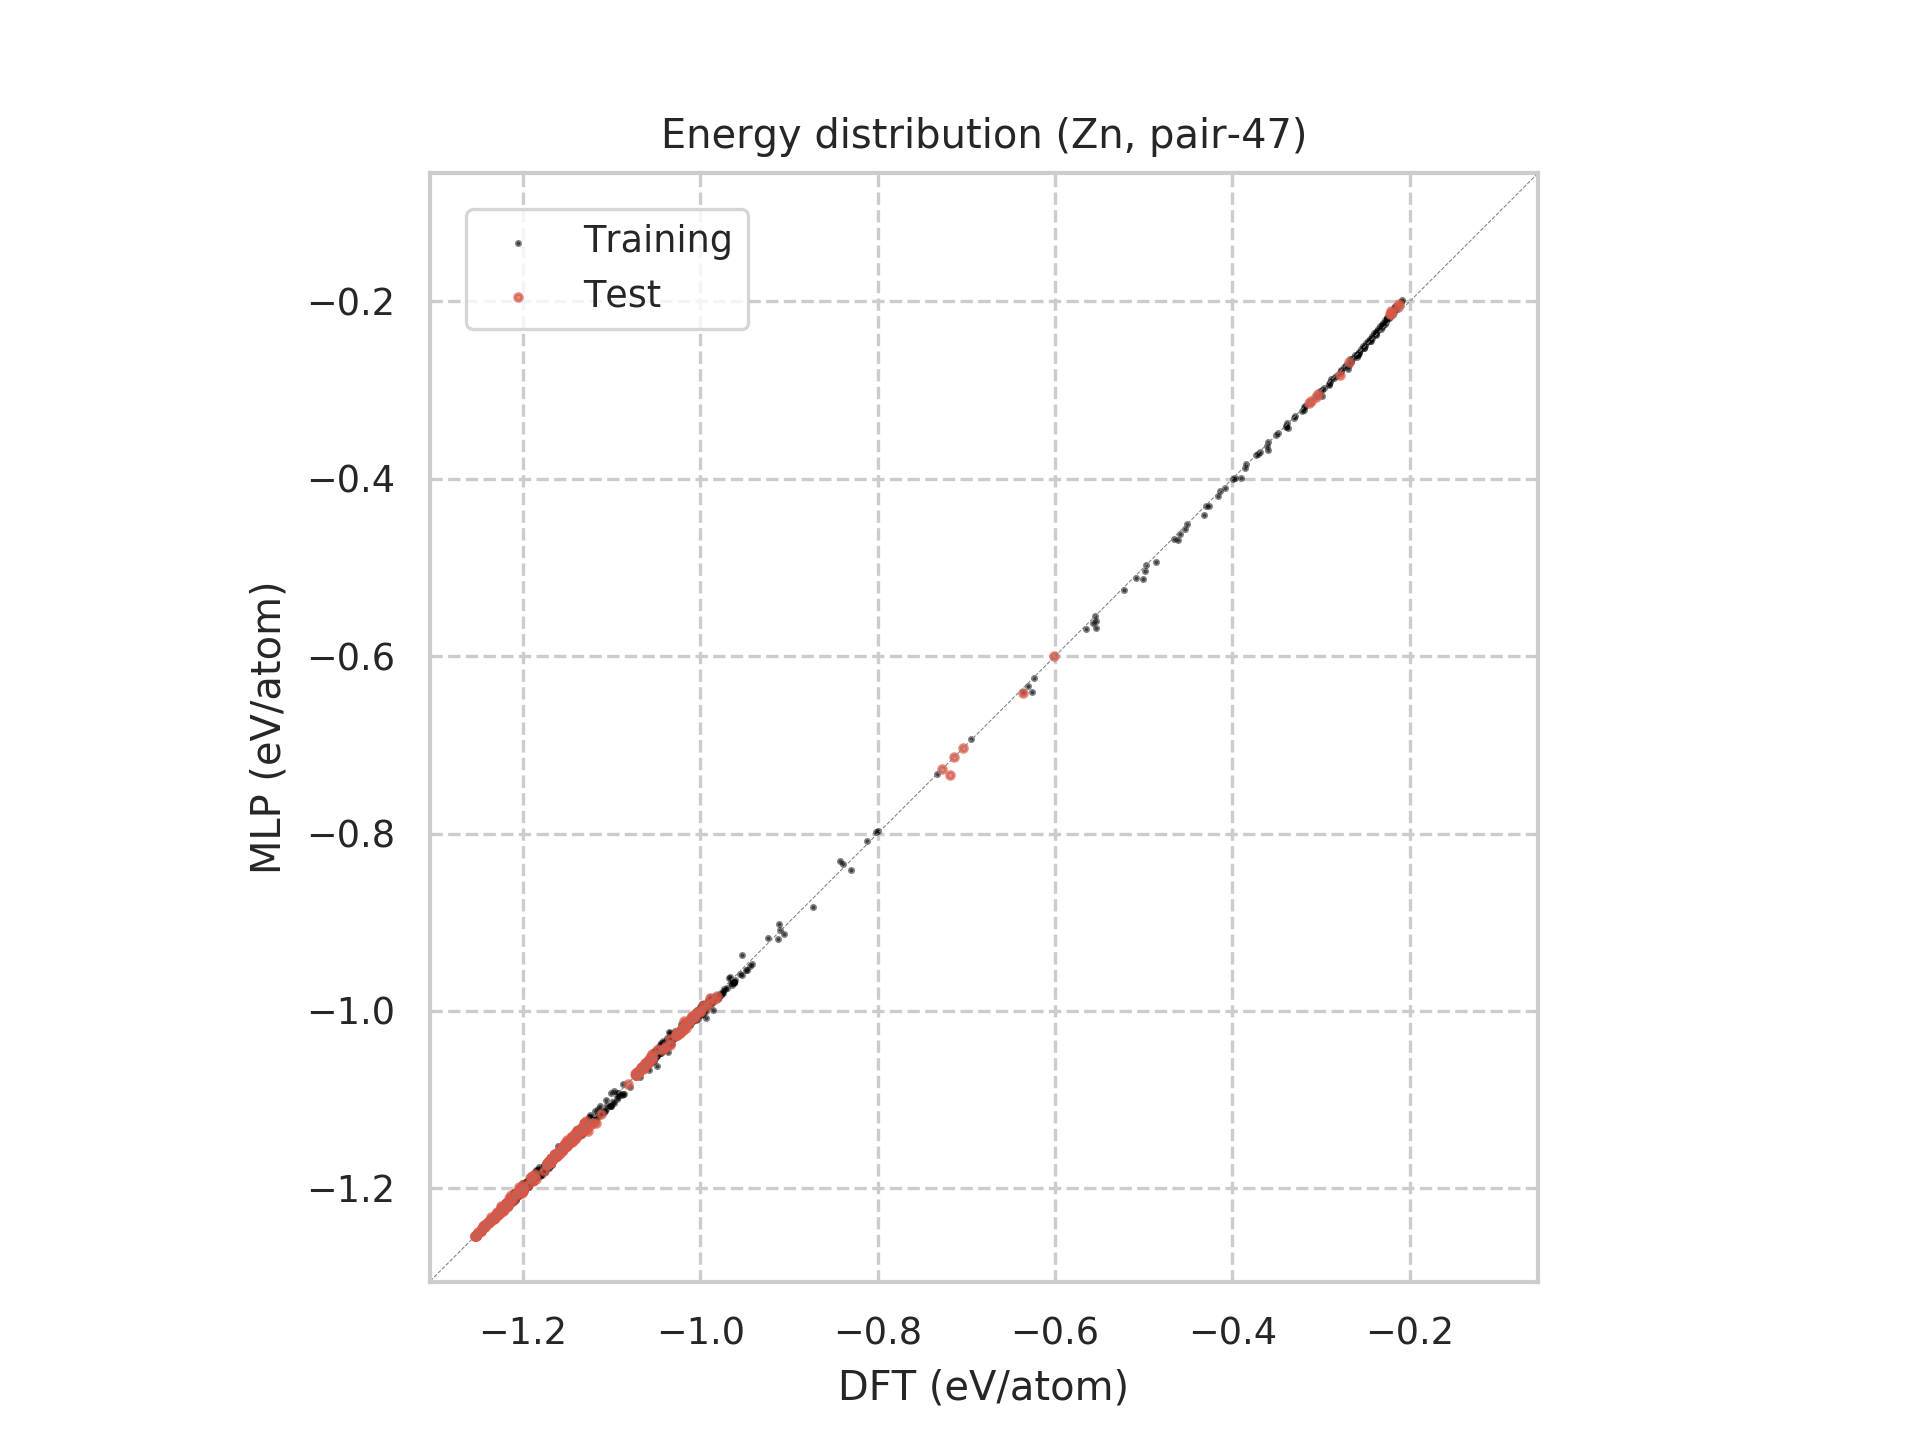 Energy distribution (Zn, pair-47)
Training
Test
−0.2
−0.4
−0.6
−0.8
−1.0
−1.2
MLP (eV/atom)
−1.2 −1.0 −0.8 −0.6 −0.4 −0.2
DFT (eV/atom)